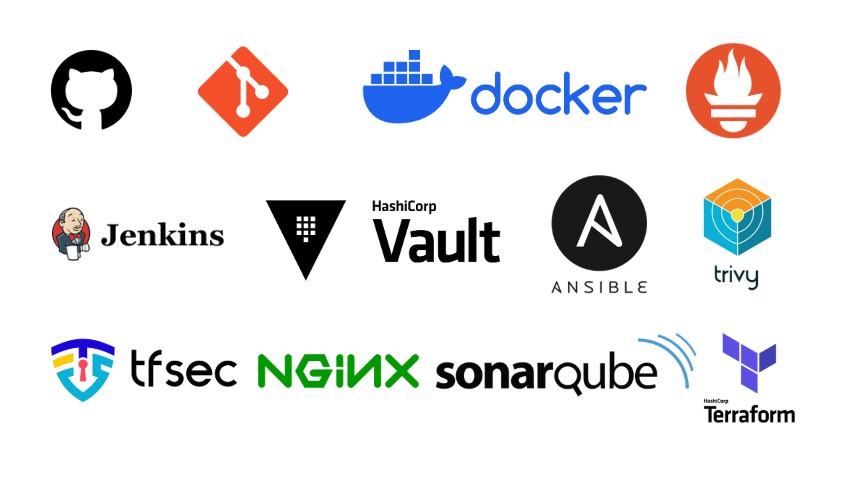 docker
Jenkins
HashiCorp
Vault
ANSIBLE
trivy
tfsec
NGINX
sonarqube
HashiCorp
Terraform